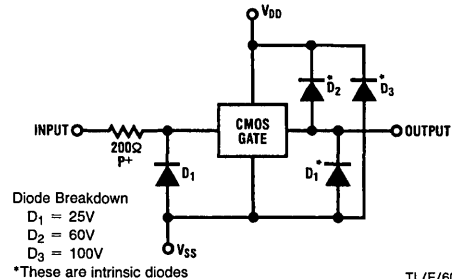 VDD
*
D2
*
D3
INPUT
200Ω
P+
CMOS
GATE
OUTPUT
D1
D1*
Diode Breakdown
D1 = 25V
D2 = 60V
D3 = 100V
VSS
*These are intrinsic diodes